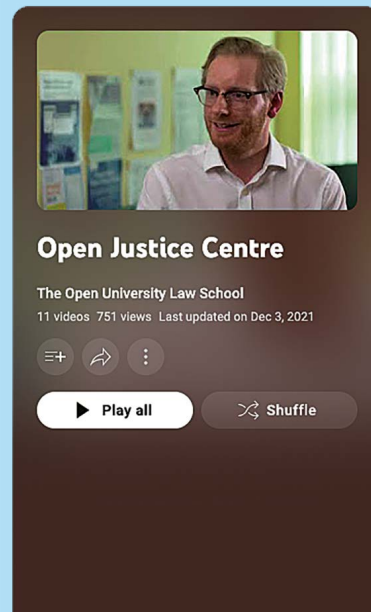 Open Justice Centre
The Open University Law School
11 videos 751 views Last updated on Dec 3, 2021
Play all
Shuffle